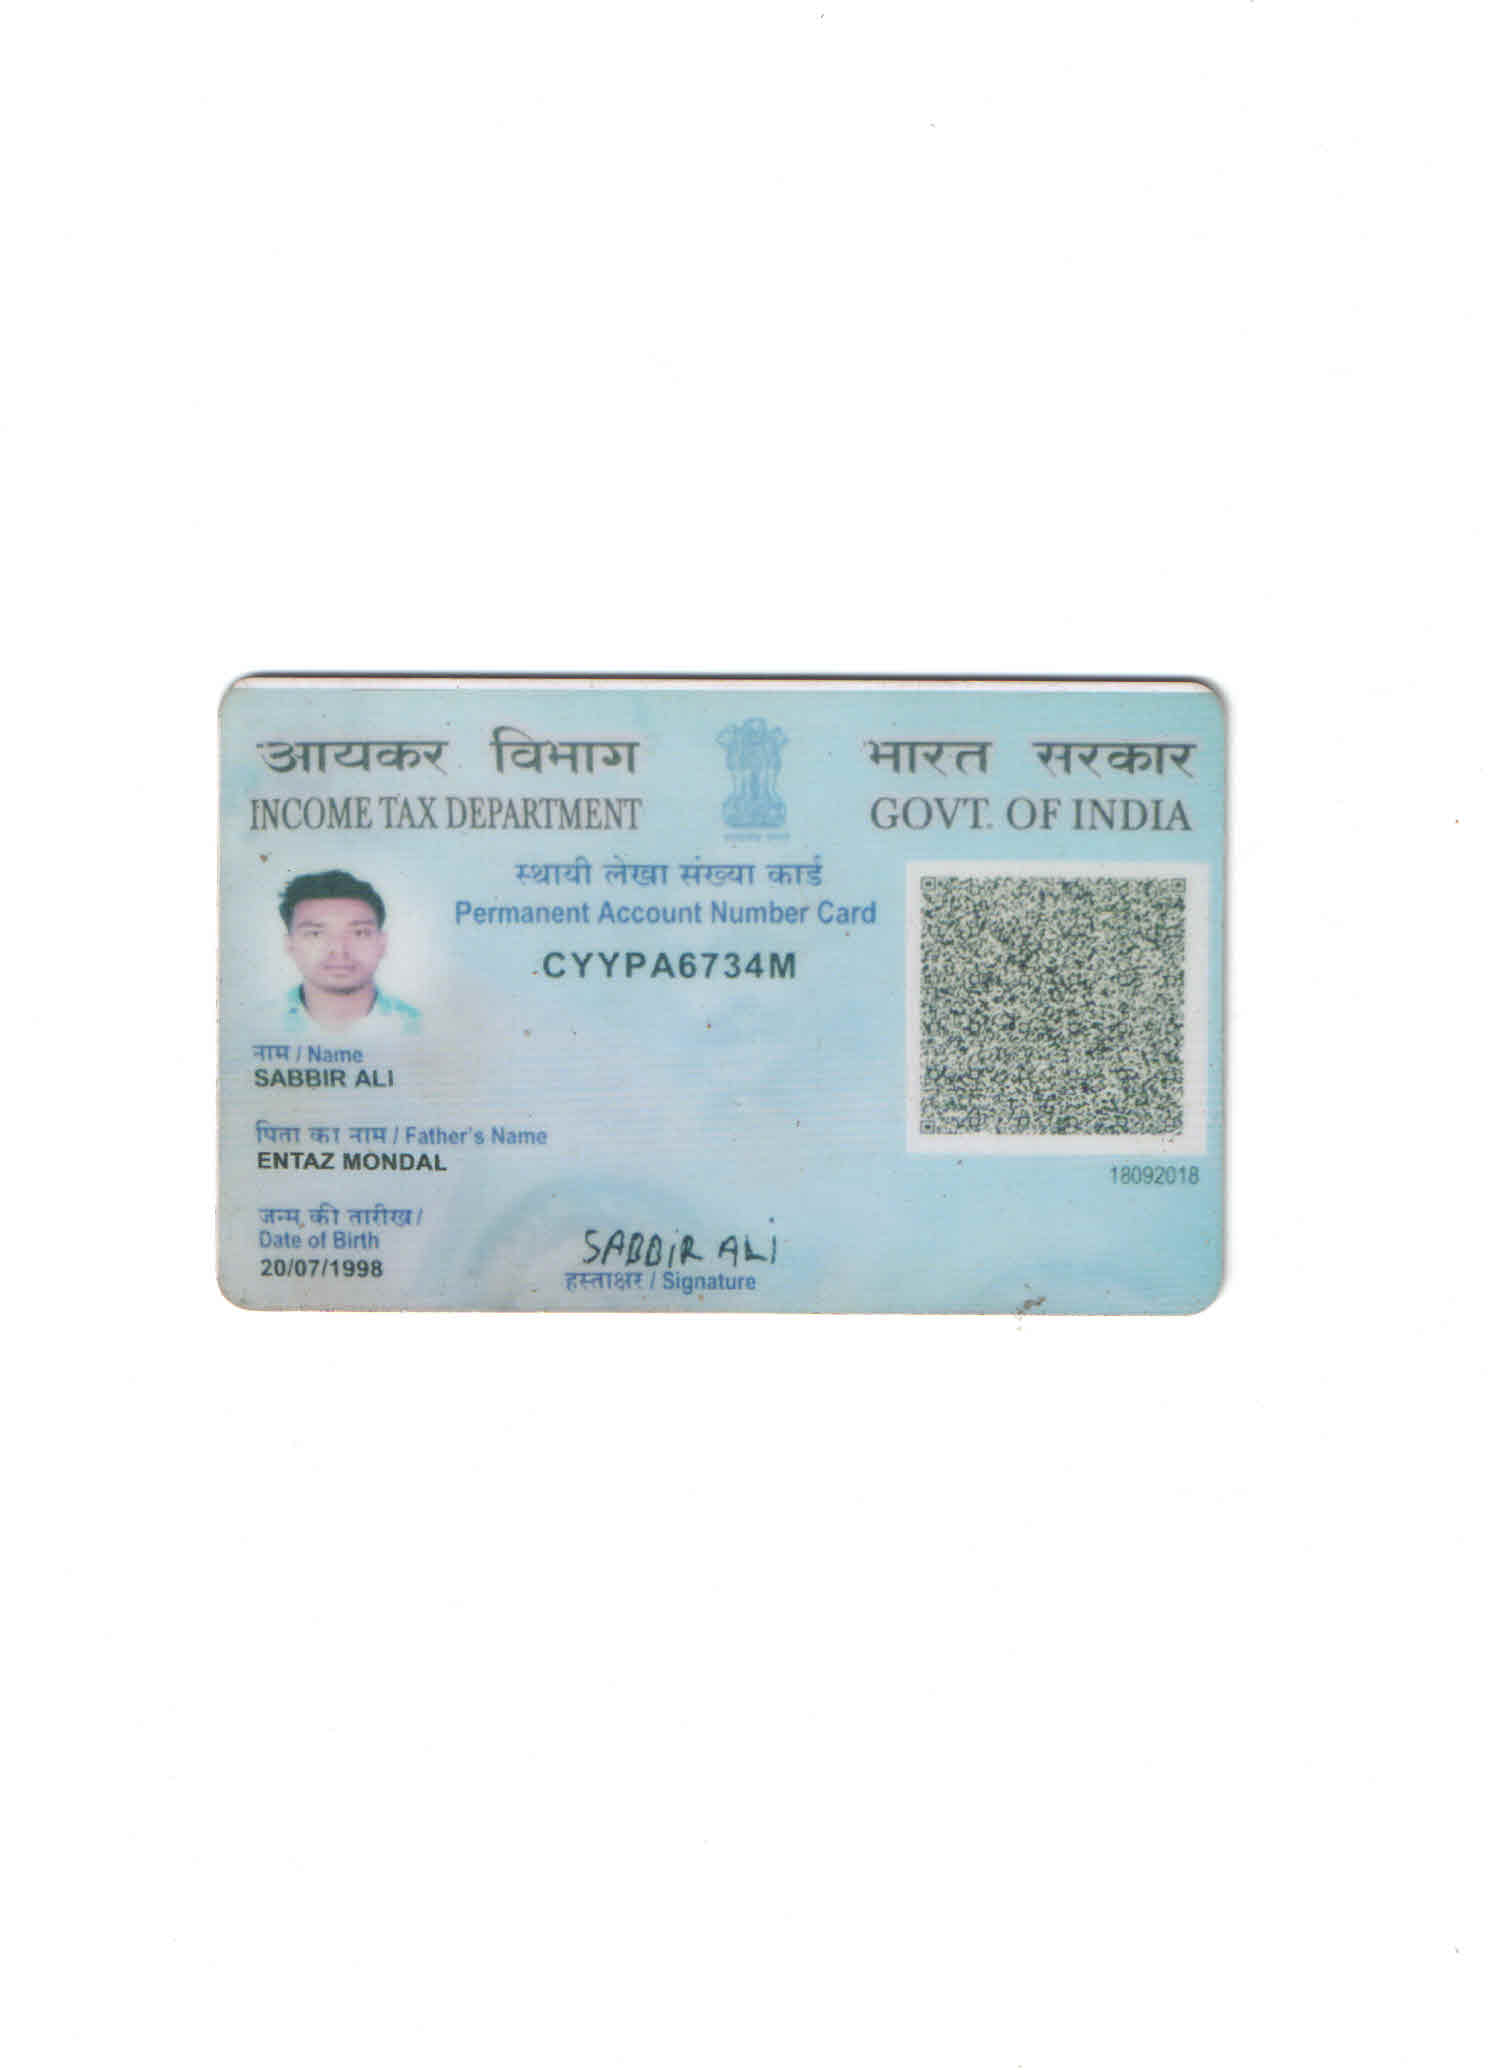 आयकर विभाग
INCOME TAX DEPARTMENT
भारत सरकार
GOVT. OF INDIA
स्थायी लेखा संख्या कार्ड
Permanent Account Number Card
CYYPA6734M
नाम / Name
SABBIR ALI
पिता का नाम / Father's Name
ENTAZ MONDAL
18092018
जन्म की तारीख /
Date of Birth
20/07/1998
SABBIR ALI
हस्ताक्षर / Signature